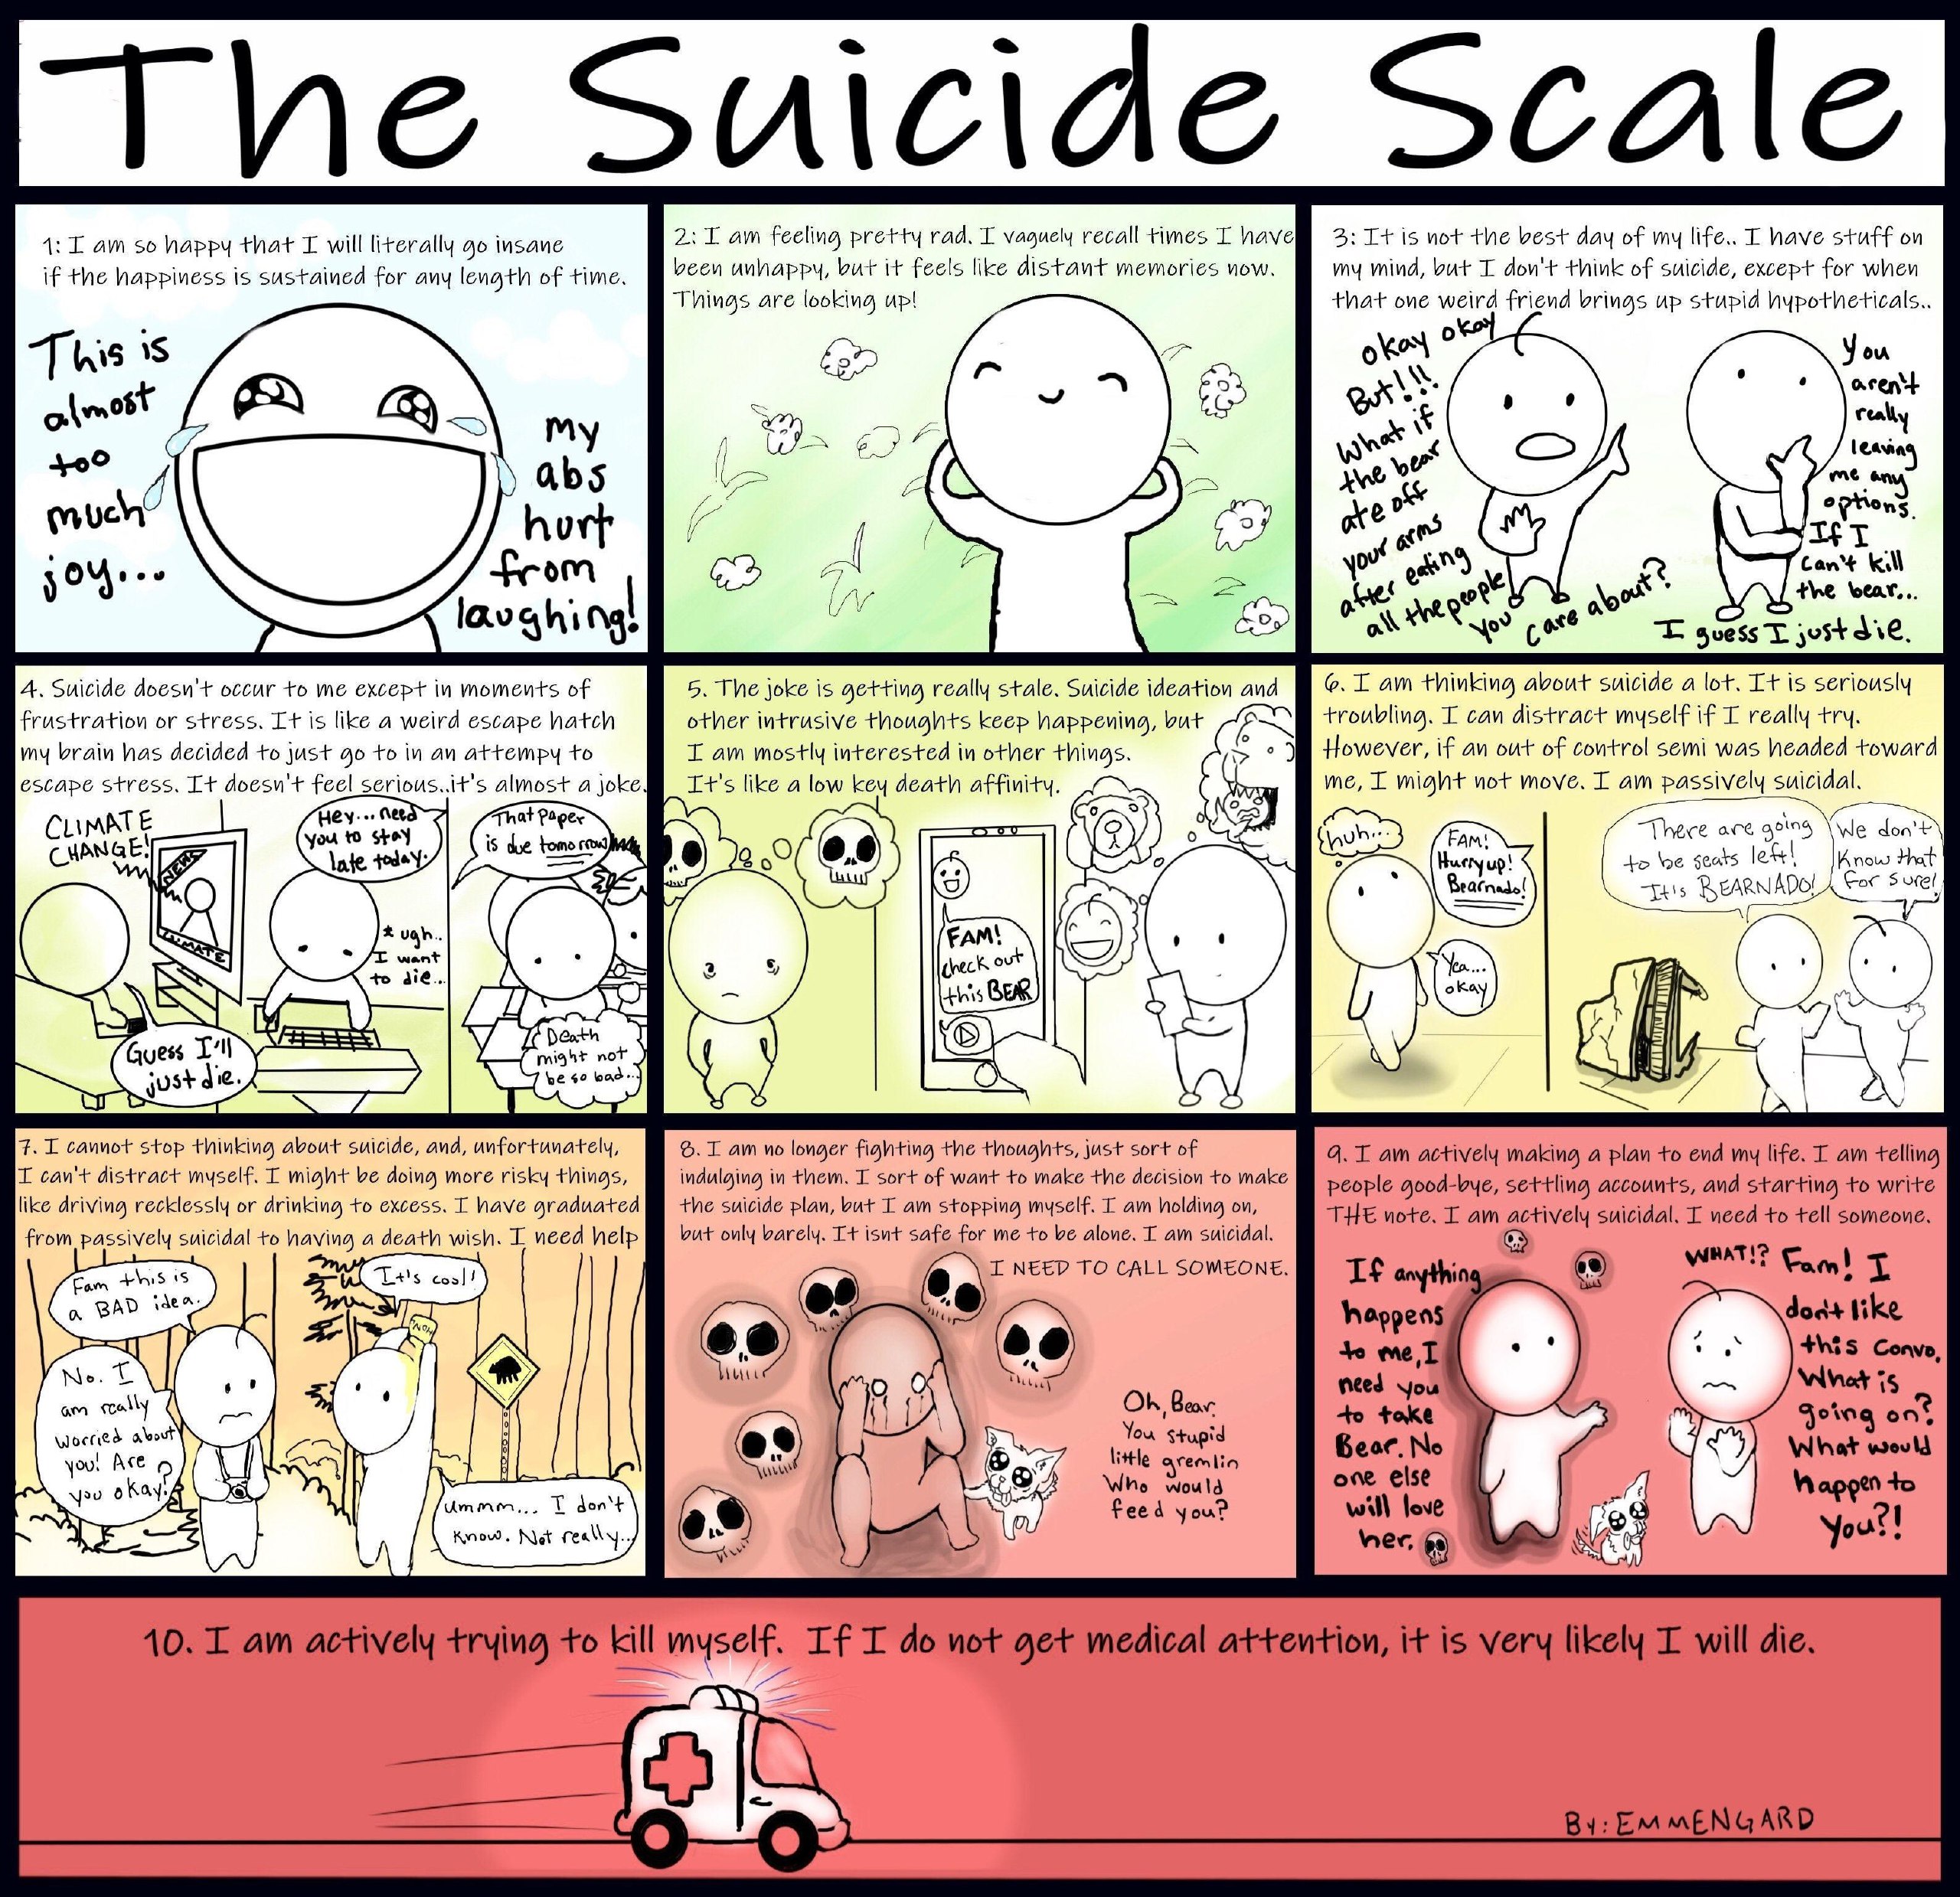 The Suicide Scale
1: I am so happy that I will literally go insane
if the happiness is sustained for any length of time.
This is
almost
too
much
joy...
my
abs
hurt
from
laughing!
2: I am feeling pretty rad. I vaguely recall times I have
been unhappy, but it feels like distant memories now.
Things are looking up!
3: It is not the best day of my life.. I have stuff on
my mind, but I don't think of suicide, except for when
that one weird friend brings up stupid hypotheticals..
okay okay
But!!!
What if
the bear
ate off
your arms
after eating
all the people
you
care about?
You
aren't
really
leaving
me any
options.
If I
can't kill
the bear...
I guess I just die.
4. Suicide doesn't occur to me except in moments of
frustration or stress. It is like a weird escape hatch
my brain has decided to just go to in an attempy to
escape stress. It doesn't feel serious..it's almost a joke.
CLIMATE
CHANGE!
NEWS
CLIMATE
Guess I'll
just die.
Hey...need
you to stay
late today.
* ugh..
I want
to die...
That paper
is due tomorrow
Death
might not
be so bad...
5. The joke is getting really stale. Suicide ideation and
other intrusive thoughts keep happening, but
I am mostly interested in other things.
It's like a low key death affinity.
FAM!
check out
this BEAR
6. I am thinking about suicide a lot. It is seriously
troubling. I can distract myself if I really try.
However, if an out of control semi was headed toward
me, I might not move. I am passively suicidal.
huh...
FAM!
Hurry up!
Bearnado!
Yea...
okay
There are going
to be seats left!
It's BEARNADO!
We don't
know that
for sure!
7. I cannot stop thinking about suicide, and, unfortunately,
I can't distract myself. I might be doing more risky things,
like driving recklessly or drinking to excess. I have graduated
from passively suicidal to having a death wish. I need help
Fam this is
a BAD idea.
No. I
am really
worried about
you! Are
you okay?
It's cool!
Ummm... I don't
know. Not really...
8. I am no longer fighting the thoughts, just sort of
indulging in them. I sort of want to make the decision to make
the suicide plan, but I am stopping myself. I am holding on,
but only barely. It isnt safe for me to be alone. I am suicidal.
I NEED TO CALL SOMEONE.
Oh, Bear.
You stupid
little gremlin
Who would
feed you?
9. I am actively making a plan to end my life. I am telling
people good-bye, settling accounts, and starting to write
THE note. I am actively suicidal. I need to tell someone.
If anything
happens
to me, I
need you
to take
Bear. No
one else
will love
her.
WHAT!?
Fam! I
don't like
this convo.
What is
going on?
What would
happen to
You?!
10. I am actively trying to kill myself. If I do not get medical attention, it is very likely I will die.
By: EMMENGARD